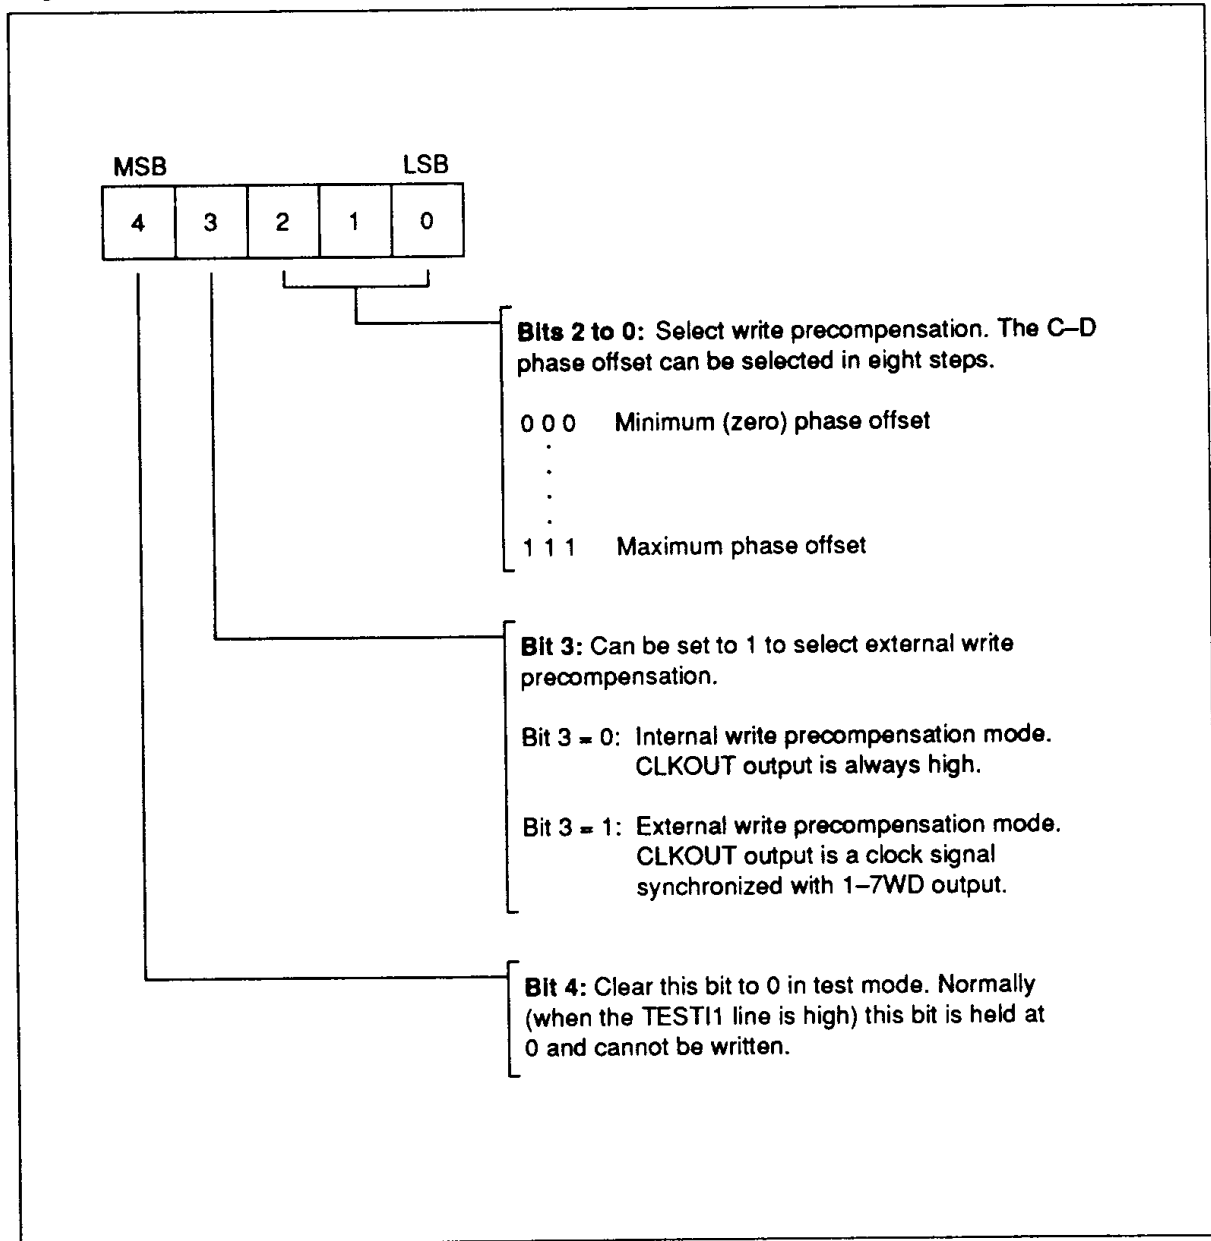 MSB LSB
4 3 2 1 0
Bits 2 to 0: Select write precompensation. The C–D
phase offset can be selected in eight steps.
0 0 0 Minimum (zero) phase offset
.
.
.
.
1 1 1 Maximum phase offset
Bit 3: Can be set to 1 to select external write
precompensation.
Bit 3 = 0: Internal write precompensation mode.
CLKOUT output is always high.
Bit 3 = 1: External write precompensation mode.
CLKOUT output is a clock signal
synchronized with 1–7WD output.
Bit 4: Clear this bit to 0 in test mode. Normally
(when the TESTI1 line is high) this bit is held at
0 and cannot be written.